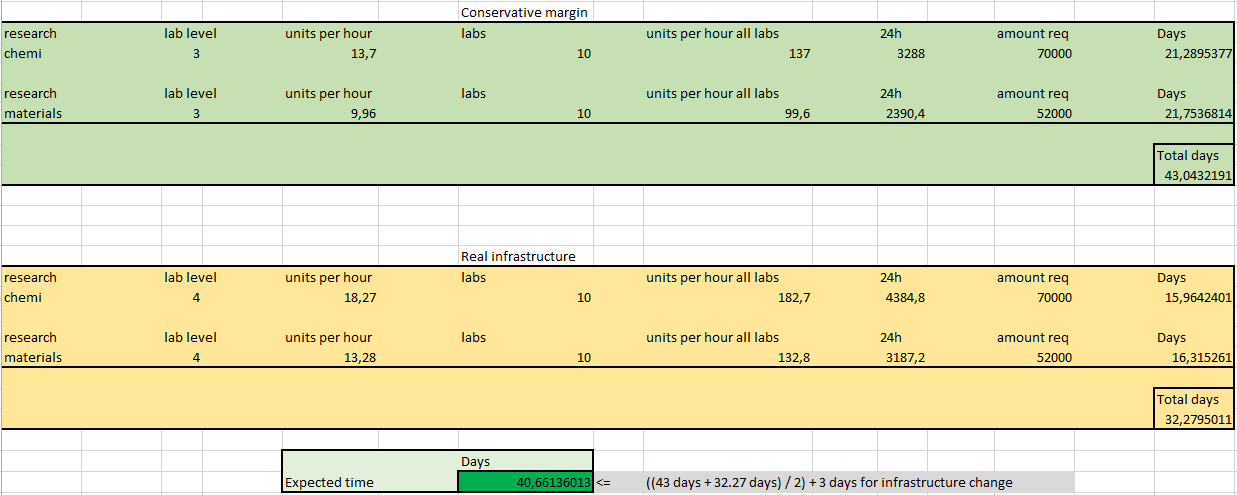 Conservative margin
research lab level units per hour labs units per hour all labs 24h amount req Days
chemi 3 13,7 10 137 3288 70000 21,2895377
research lab level units per hour labs units per hour all labs 24h amount req Days
materials 3 9,96 10 99,6 2390,4 52000 21,7536814
Total days
43,0432191
Real infrastructure
research lab level units per hour labs units per hour all labs 24h amount req Days
chemi 4 18,27 10 182,7 4384,8 70000 15,9642401
research lab level units per hour labs units per hour all labs 24h amount req Days
materials 4 13,28 10 132,8 3187,2 52000 16,315261
Total days
32,2795011
Days
Expected time 40,66136013 <= ((43 days + 32.27 days) / 2) + 3 days for infrastructure change